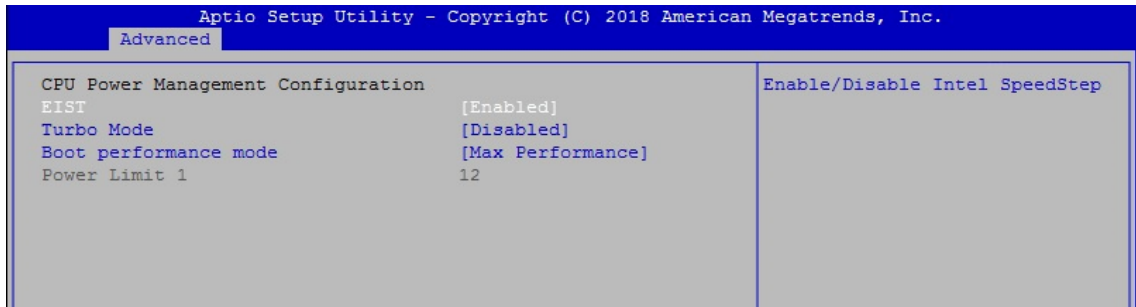 Aptio Setup Utility - Copyright (C) 2018 American Megatrends, Inc.
Advanced
CPU Power Management Configuration
EIST [Enabled]
Turbo Mode [Disabled]
Boot performance mode [Max Performance]
Power Limit 1 12
Enable/Disable Intel SpeedStep